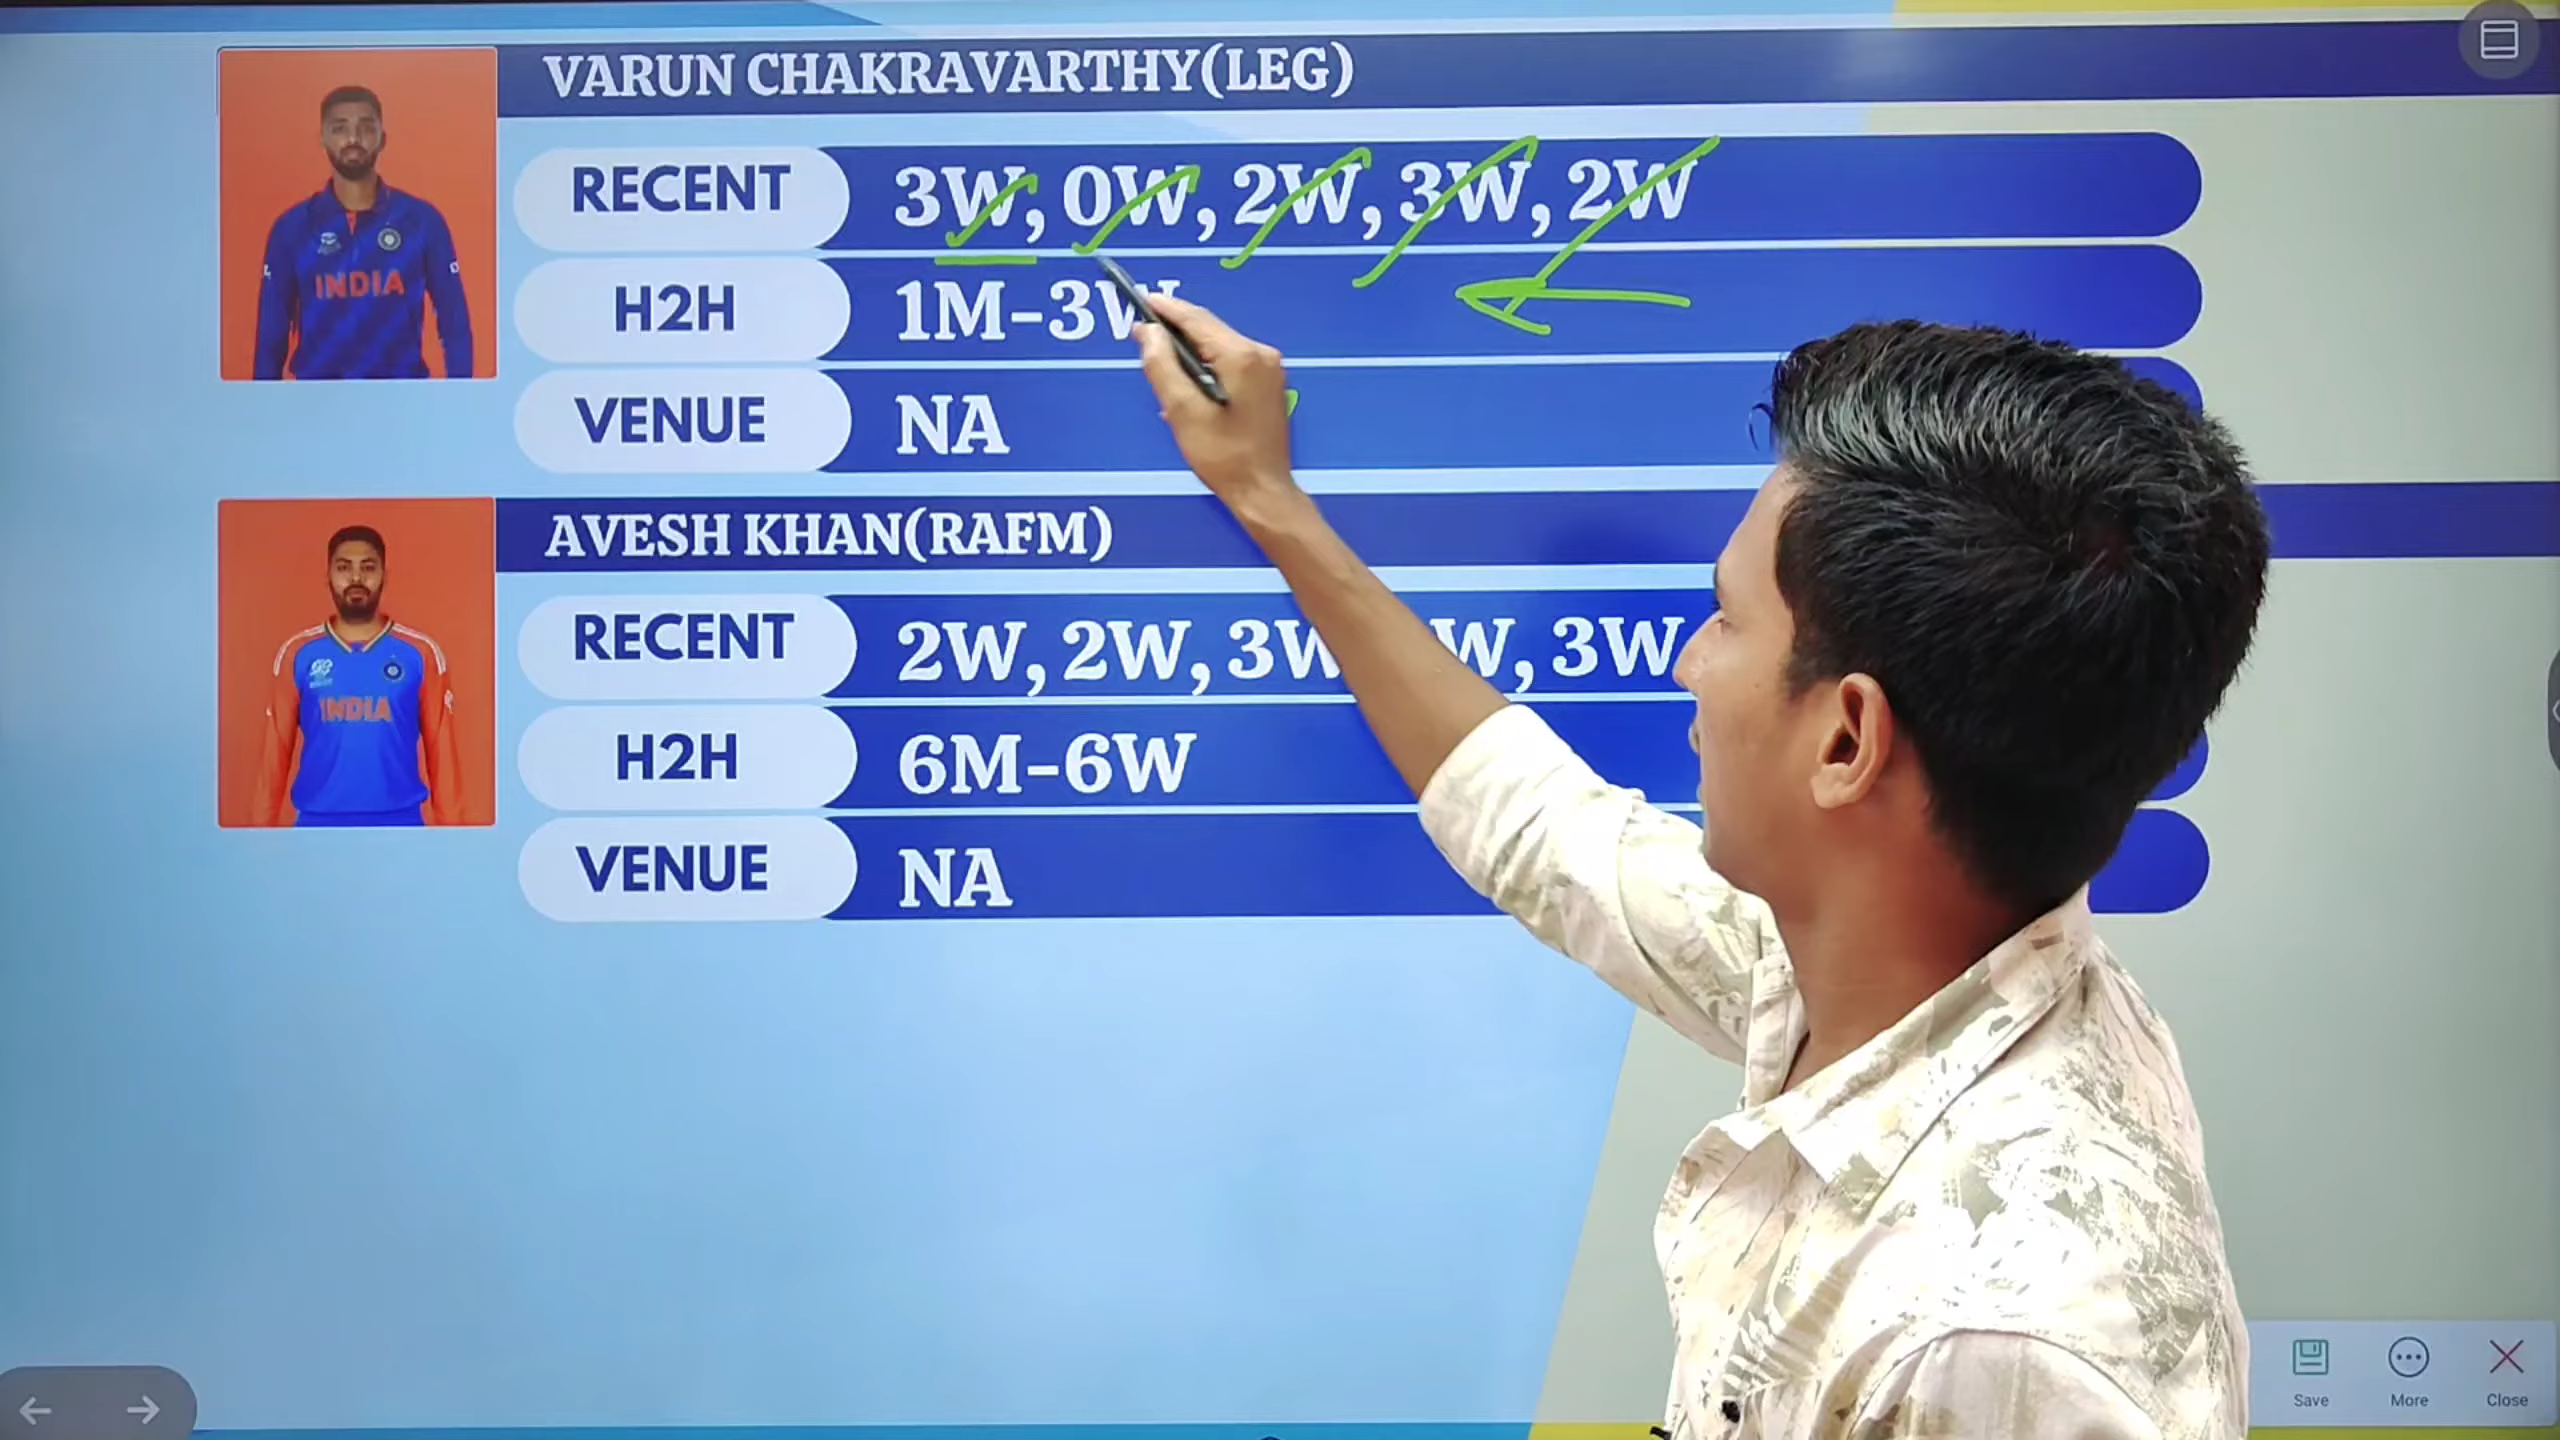 VARUN CHAKRAVARTHY(LEG)
RECENT 3W, 0W, 2W, 3W, 2W
H2H 1M-3W
VENUE NA
INDIA
AVESH KHAN(RAFM)
RECENT 2W, 2W, 3W W, 3W
H2H 6M-6W
VENUE NA
INDIA
Save More Close